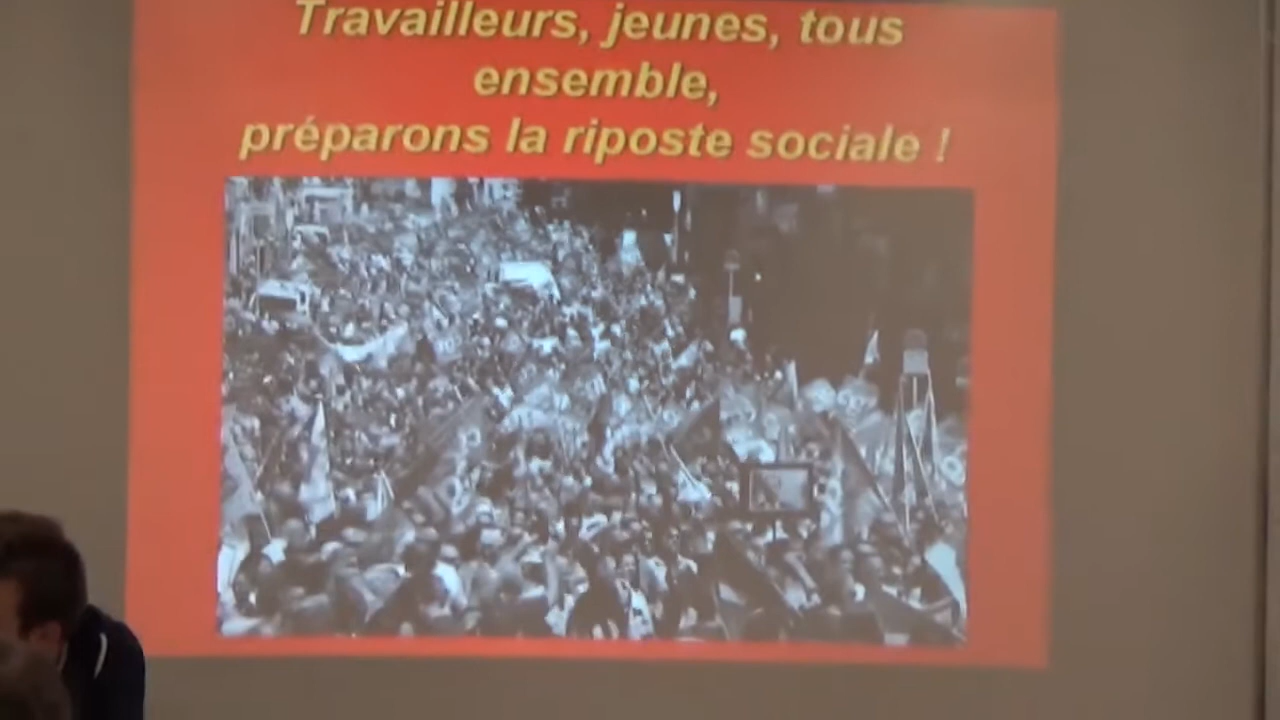 Travailleurs, jeunes, tous
ensemble,
préparons la riposte sociale !